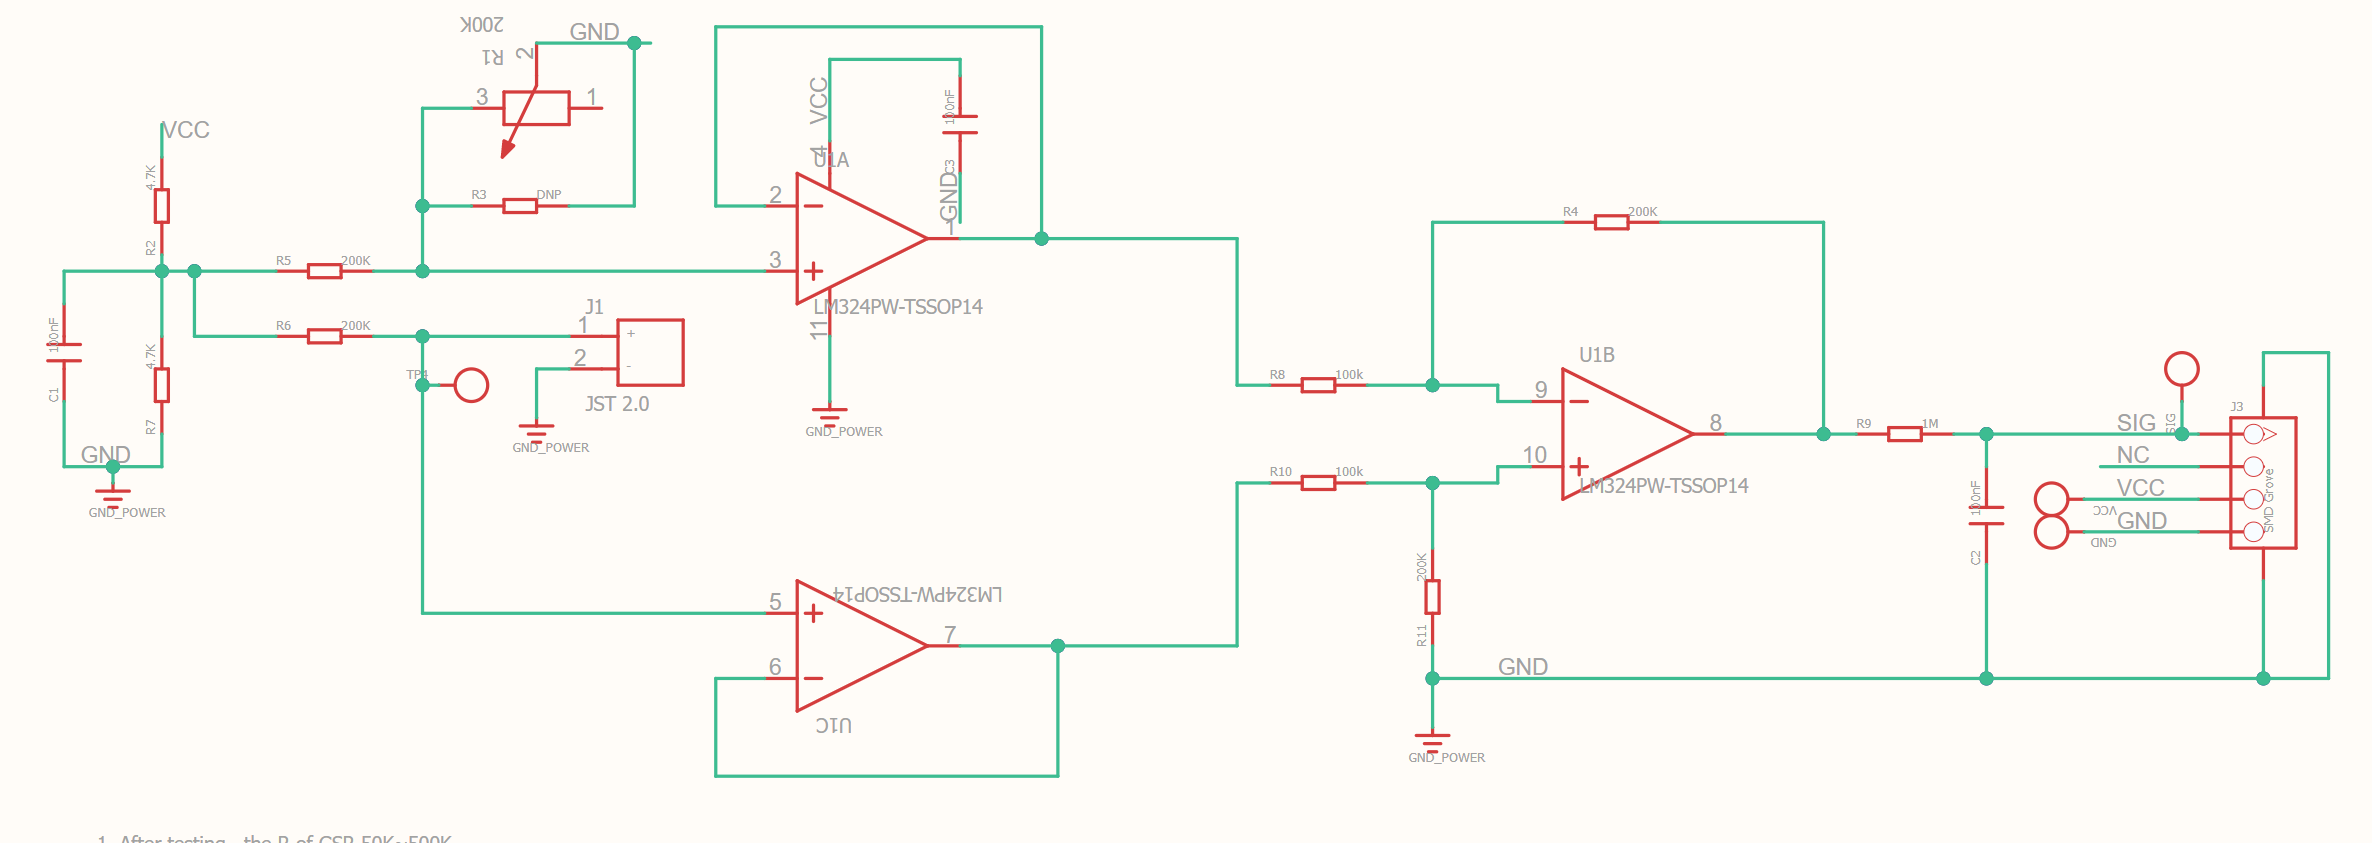 200K
R1
GND
2
3
1
VCC
4.7K
R2
R3
DNP
R5
200K
R6
200K
TP4
100nF
C1
4.7K
R7
GND
GND_POWER
J1
1
+
2
-
JST 2.0
GND_POWER
VCC
4
U1A
100nF
C3
GND
2
3
1
LM324PW-TSSOP14
11
GND_POWER
LM324PW-TSSOP14
5
6
7
U1C
R4
200K
R8
100k
R10
100k
U1B
9
10
8
LM324PW-TSSOP14
200K
R11
GND
GND_POWER
R9
1M
100nF
C2
SIG
SIG
NC
VCC
VCC
GND
GND
J3
SMD Grove